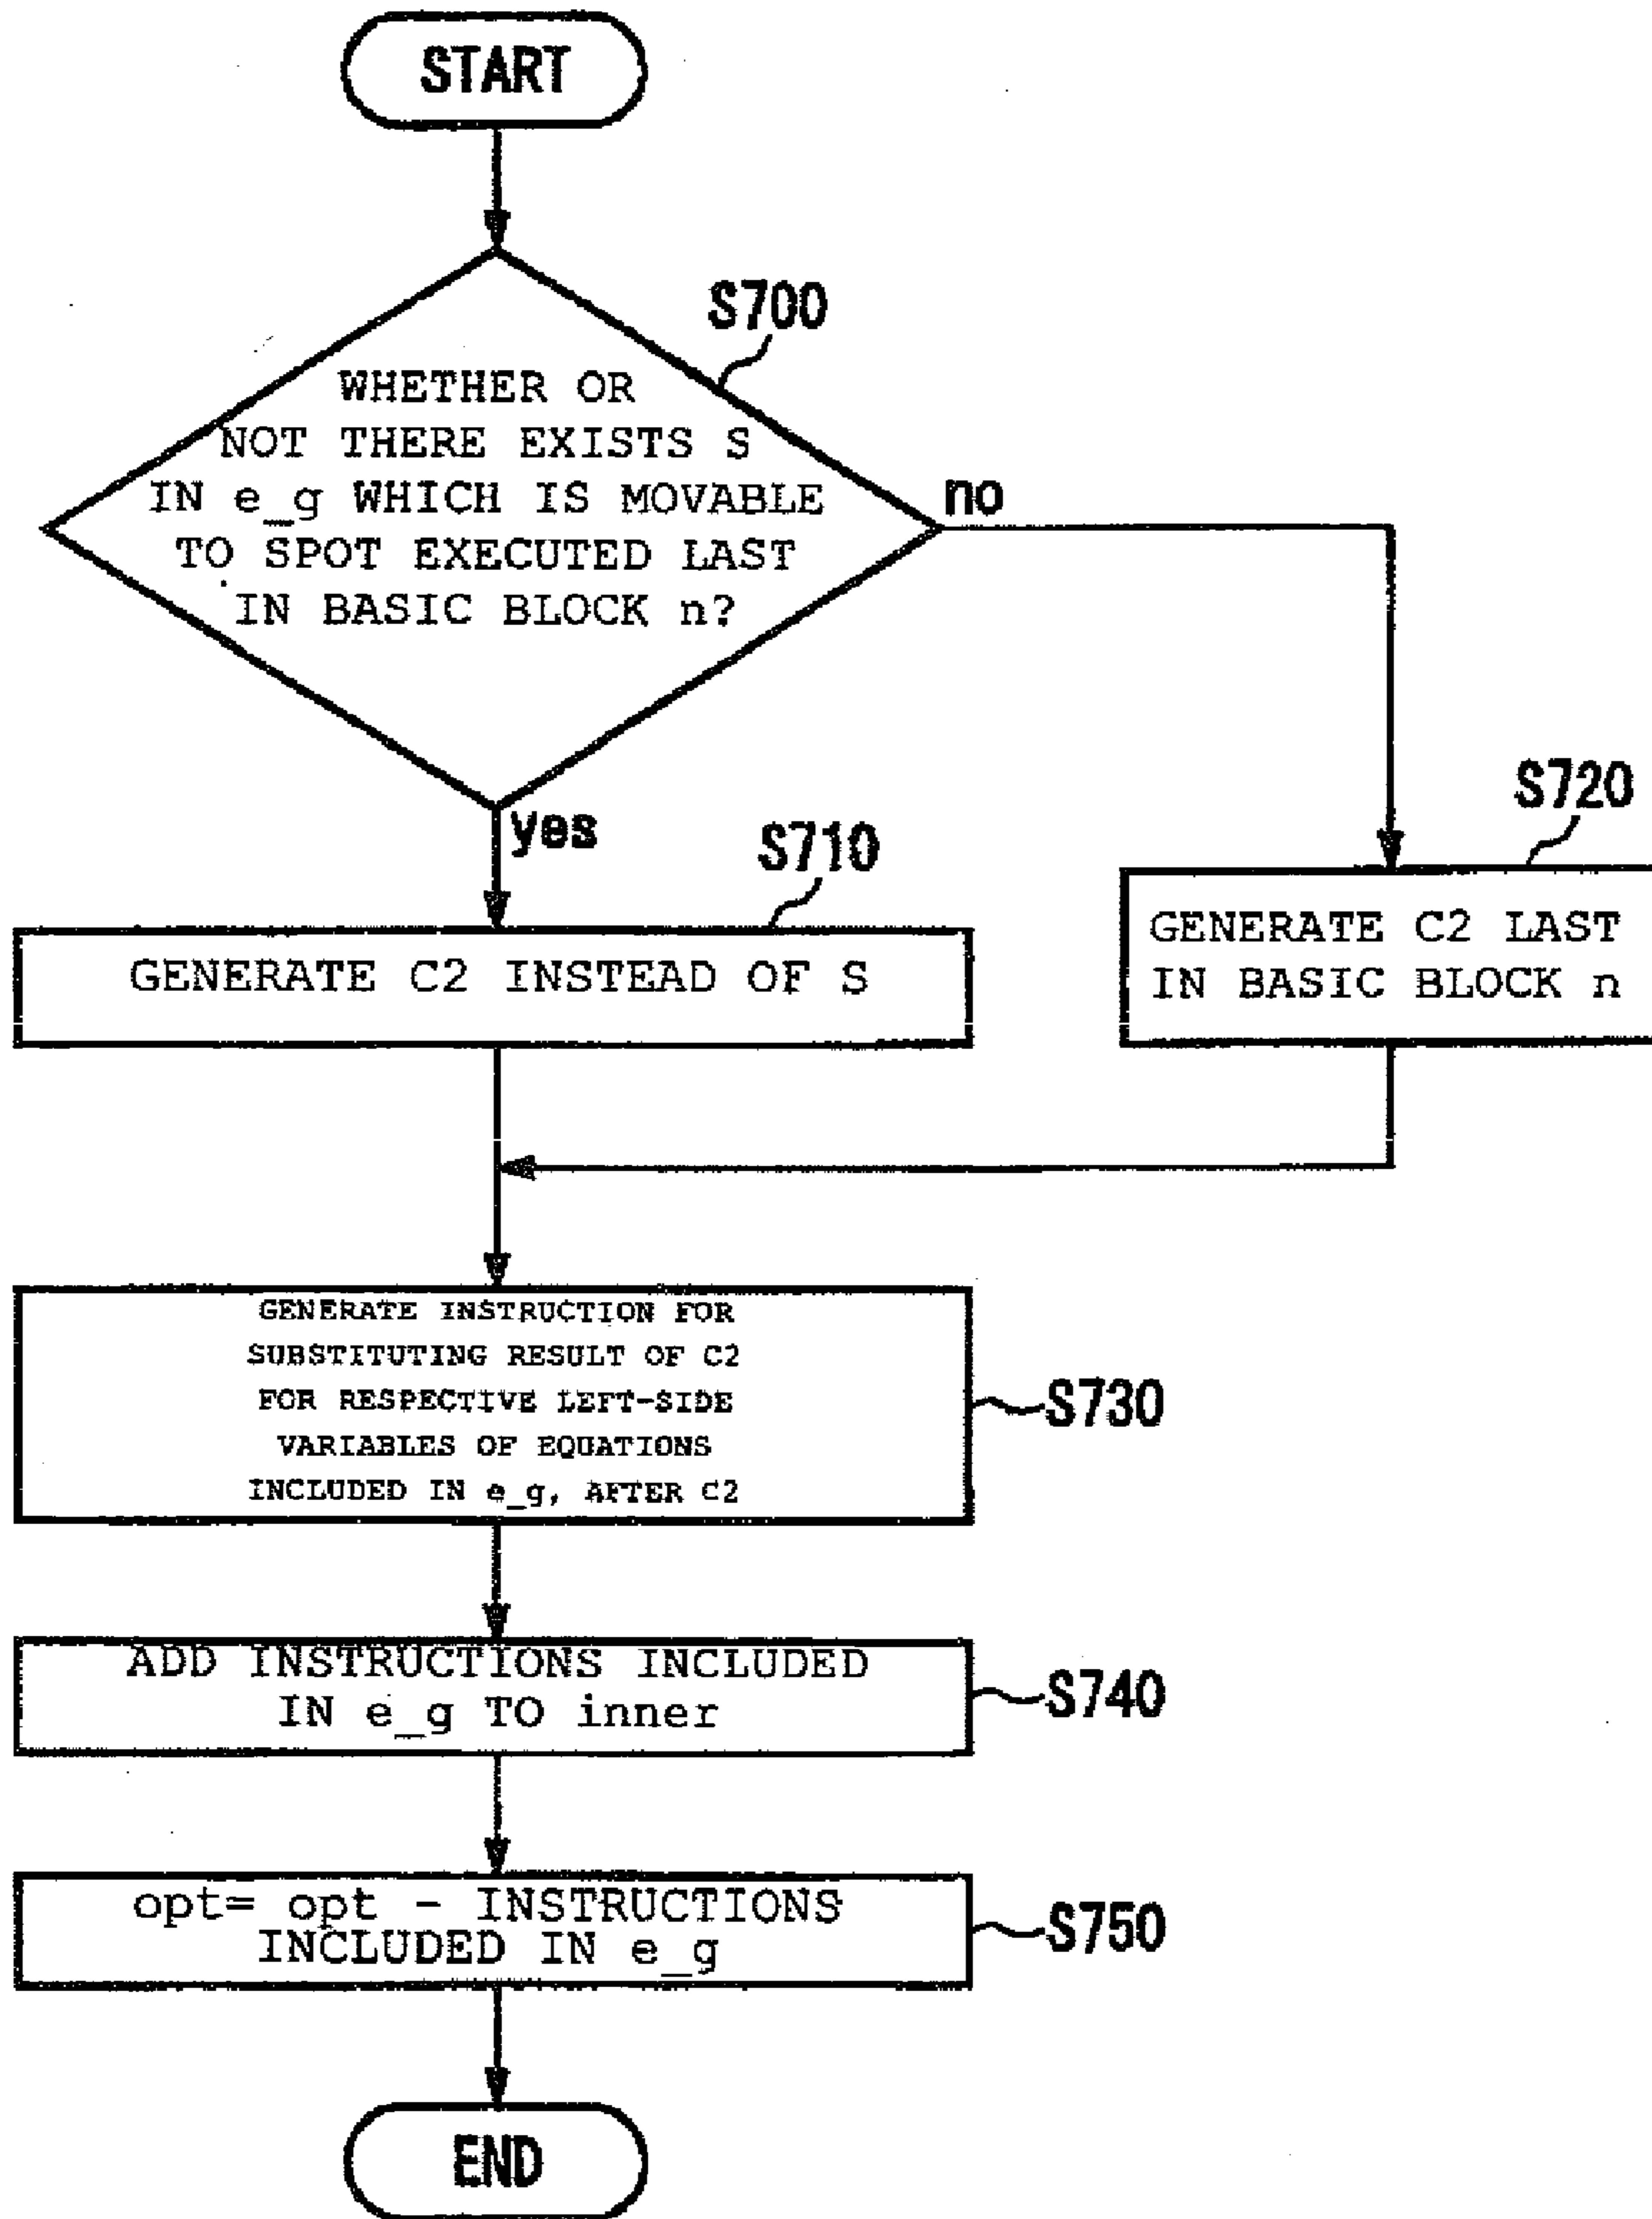 START
S700
WHETHER OR
NOT THERE EXISTS S
IN e_g WHICH IS MOVABLE
TO SPOT EXECUTED LAST
IN BASIC BLOCK n?
no
yes
S710
GENERATE C2 INSTEAD OF S
S720
GENERATE C2 LAST
IN BASIC BLOCK n
GENERATE INSTRUCTION FOR
SUBSTITUTING RESULT OF C2
FOR RESPECTIVE LEFT-SIDE
VARIABLES OF EQUATIONS
INCLUDED IN e_g, AFTER C2
S730
ADD INSTRUCTIONS INCLUDED
IN e_g TO inner
S740
opt= opt - INSTRUCTIONS
INCLUDED IN e_g
S750
END